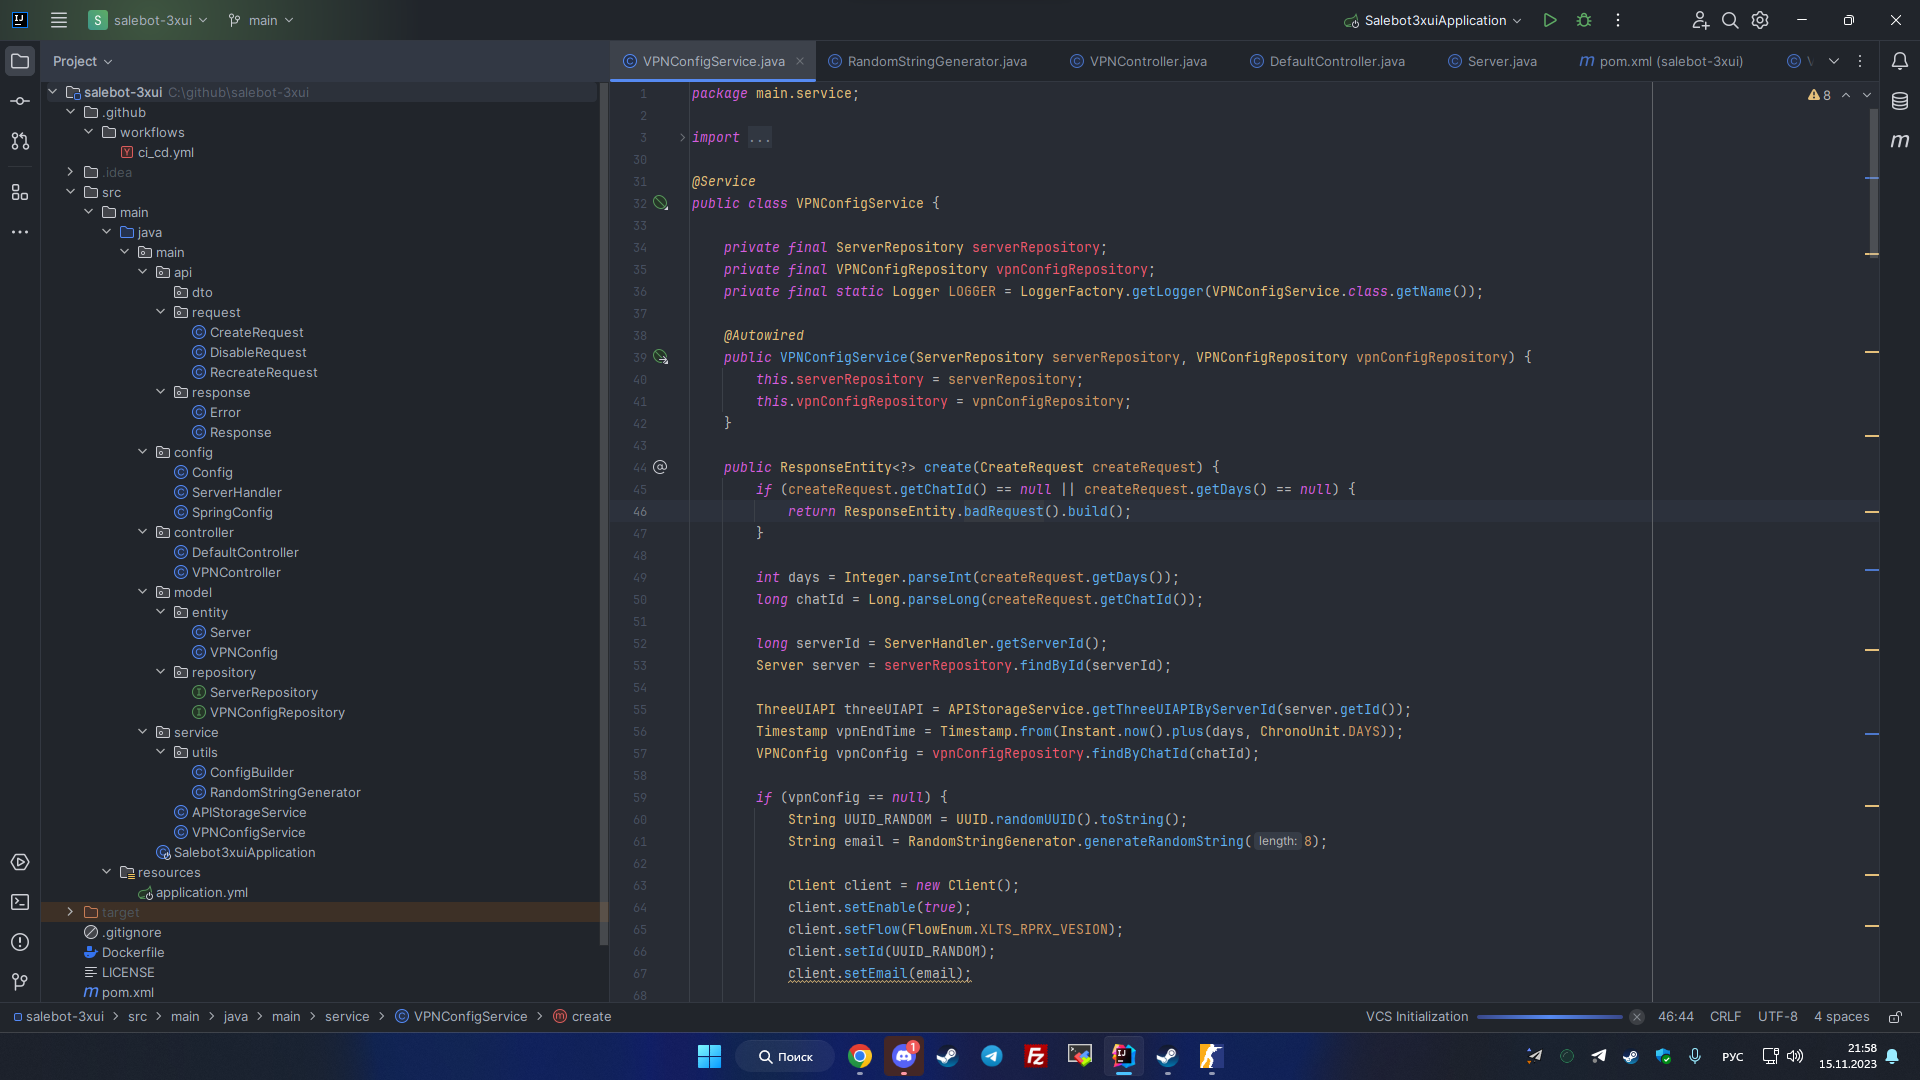 S salebot-3xui main Salebot3xuiApplication
Project
VPNConfigService.java RandomStringGenerator.java VPNController.java DefaultController.java Server.java m pom.xml (salebot-3xui)
salebot-3xui C:\github\salebot-3xui
.github
workflows
ci_cd.yml
.idea
src
main
java
main
api
dto
request
CreateRequest
DisableRequest
RecreateRequest
response
Error
Response
config
Config
ServerHandler
SpringConfig
controller
DefaultController
VPNController
model
entity
Server
VPNConfig
repository
ServerRepository
VPNConfigRepository
service
utils
ConfigBuilder
RandomStringGenerator
APIStorageService
VPNConfigService
Salebot3xuiApplication
resources
application.yml
target
.gitignore
Dockerfile
LICENSE
m pom.xml
8
1 package main.service;
2
3 import ...
30
31 @Service
32 public class VPNConfigService {
33
34 private final ServerRepository serverRepository;
35 private final VPNConfigRepository vpnConfigRepository;
36 private final static Logger LOGGER = LoggerFactory.getLogger(VPNConfigService.class.getName());
37
38 @Autowired
39 public VPNConfigService(ServerRepository serverRepository, VPNConfigRepository vpnConfigRepository) {
40 this.serverRepository = serverRepository;
41 this.vpnConfigRepository = vpnConfigRepository;
42 }
43
44 @ public ResponseEntity<?> create(CreateRequest createRequest) {
45 if (createRequest.getChatId() == null || createRequest.getDays() == null) {
46 return ResponseEntity.badRequest().build();
47 }
48
49 int days = Integer.parseInt(createRequest.getDays());
50 long chatId = Long.parseLong(createRequest.getChatId());
51
52 long serverId = ServerHandler.getServerId();
53 Server server = serverRepository.findById(serverId);
54
55 ThreeUIAPI threeUIAPI = APIStorageService.getThreeUIAPIByServerId(server.getId());
56 Timestamp vpnEndTime = Timestamp.from(Instant.now().plus(days, ChronoUnit.DAYS));
57 VPNConfig vpnConfig = vpnConfigRepository.findByChatId(chatId);
58
59 if (vpnConfig == null) {
60 String UUID_RANDOM = UUID.randomUUID().toString();
61 String email = RandomStringGenerator.generateRandomString( length: 8);
62
63 Client client = new Client();
64 client.setEnable(true);
65 client.setFlow(FlowEnum.XLTS_RPRX_VESION);
66 client.setId(UUID_RANDOM);
67 client.setEmail(email);
68
salebot-3xui > src > main > java > main > service > VPNConfigService > create
VCS Initialization 46:44 CRLF UTF-8 4 spaces
Поиск 1 РУС 21:58
15.11.2023